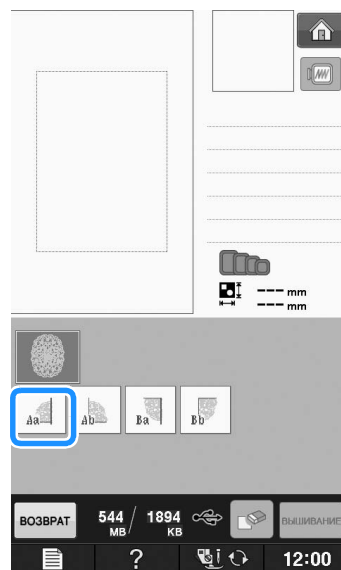 --- mm
--- mm
Aa Ab Ba Bb
ВОЗВРАТ 544 MB / 1894 KB ВЫШИВАНИЕ
? 12:00